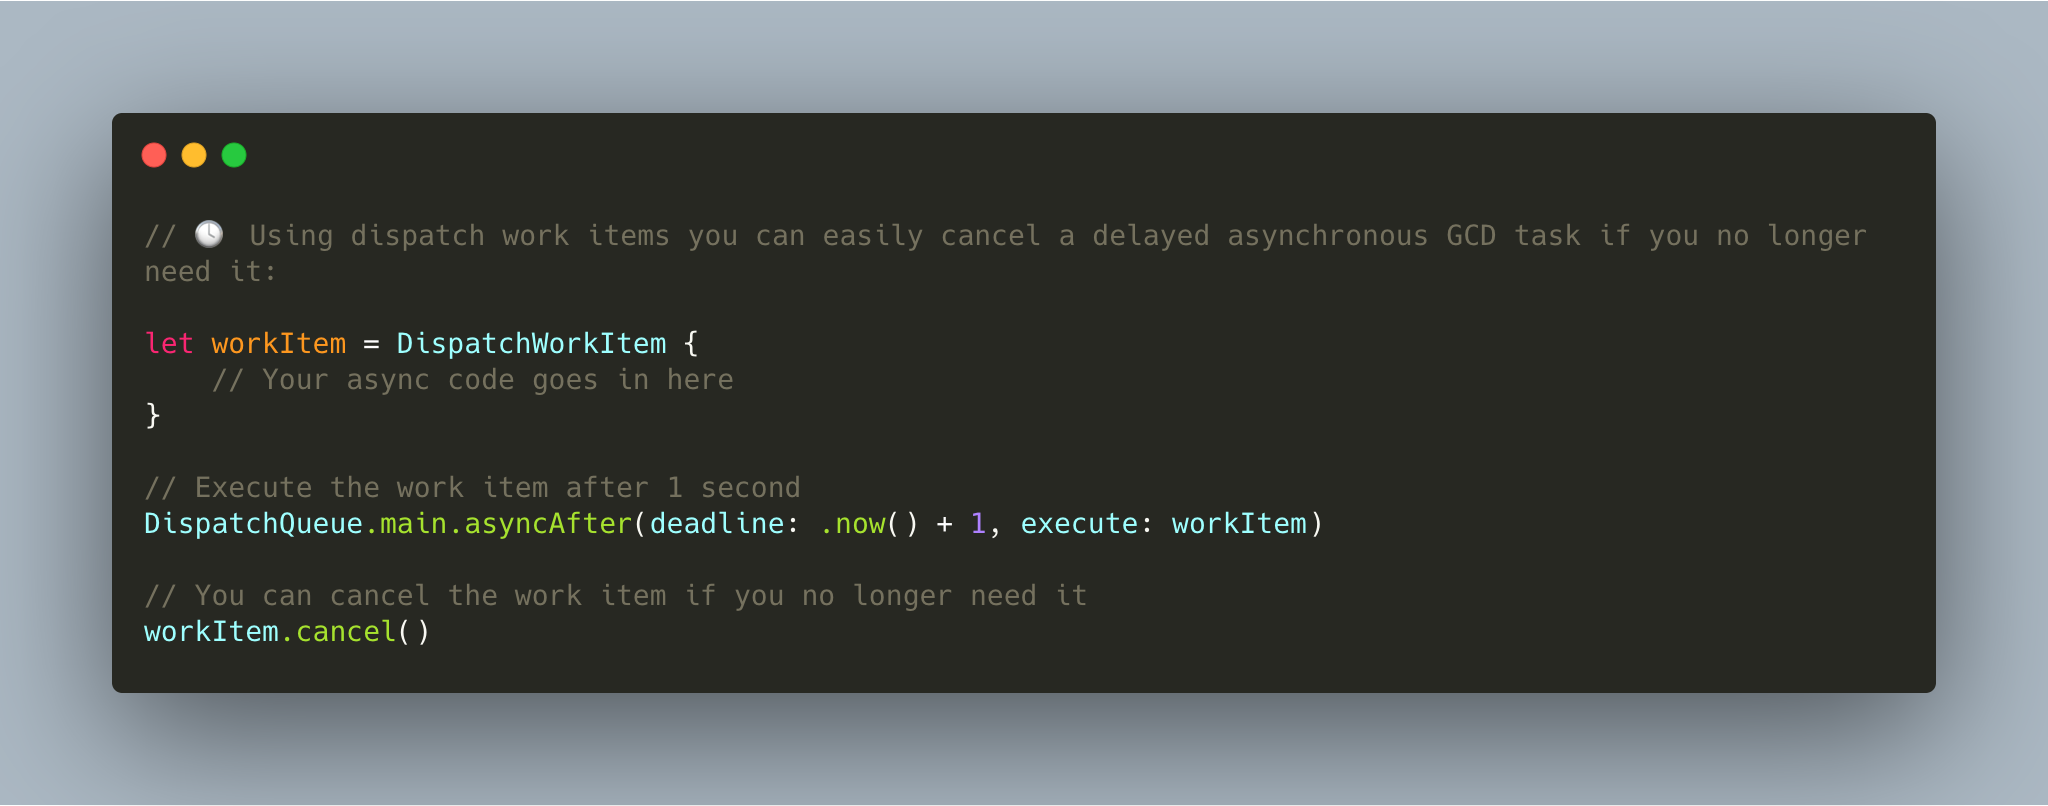 // 🕓 Using dispatch work items you can easily cancel a delayed asynchronous GCD task if you no longer
need it:
let workItem = DispatchWorkItem {
    // Your async code goes in here
}
// Execute the work item after 1 second
DispatchQueue.main.asyncAfter(deadline: .now() + 1, execute: workItem)
// You can cancel the work item if you no longer need it
workItem.cancel()